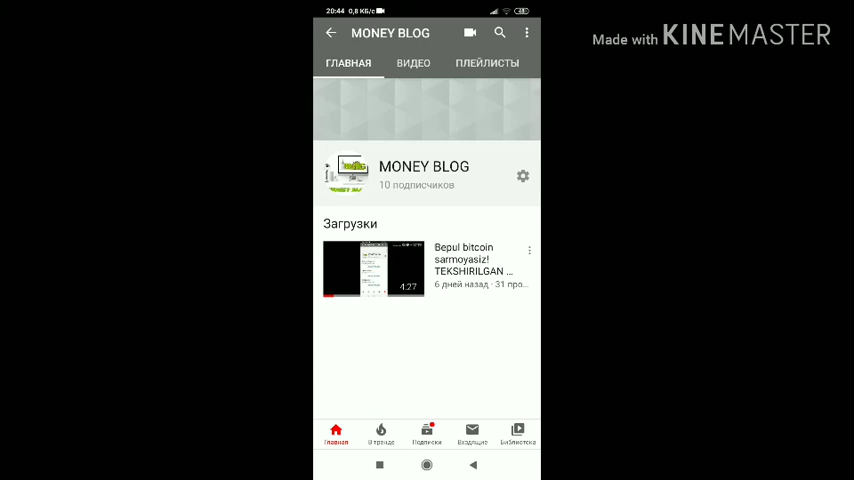 20:44 0,8 КБ/с
MONEY BLOG
Made with KINEMASTER
ГЛАВНАЯ ВИДЕО ПЛЕЙЛИСТЫ
MONEY BLOG
10 подписчиков
Загрузки
Bepul bitcoin
sarmoyasiz!
TEKSHIRILGAN ...
6 дней назад · 31 про...
4:27
Главная В тренде Подписки Входящие Библиотека